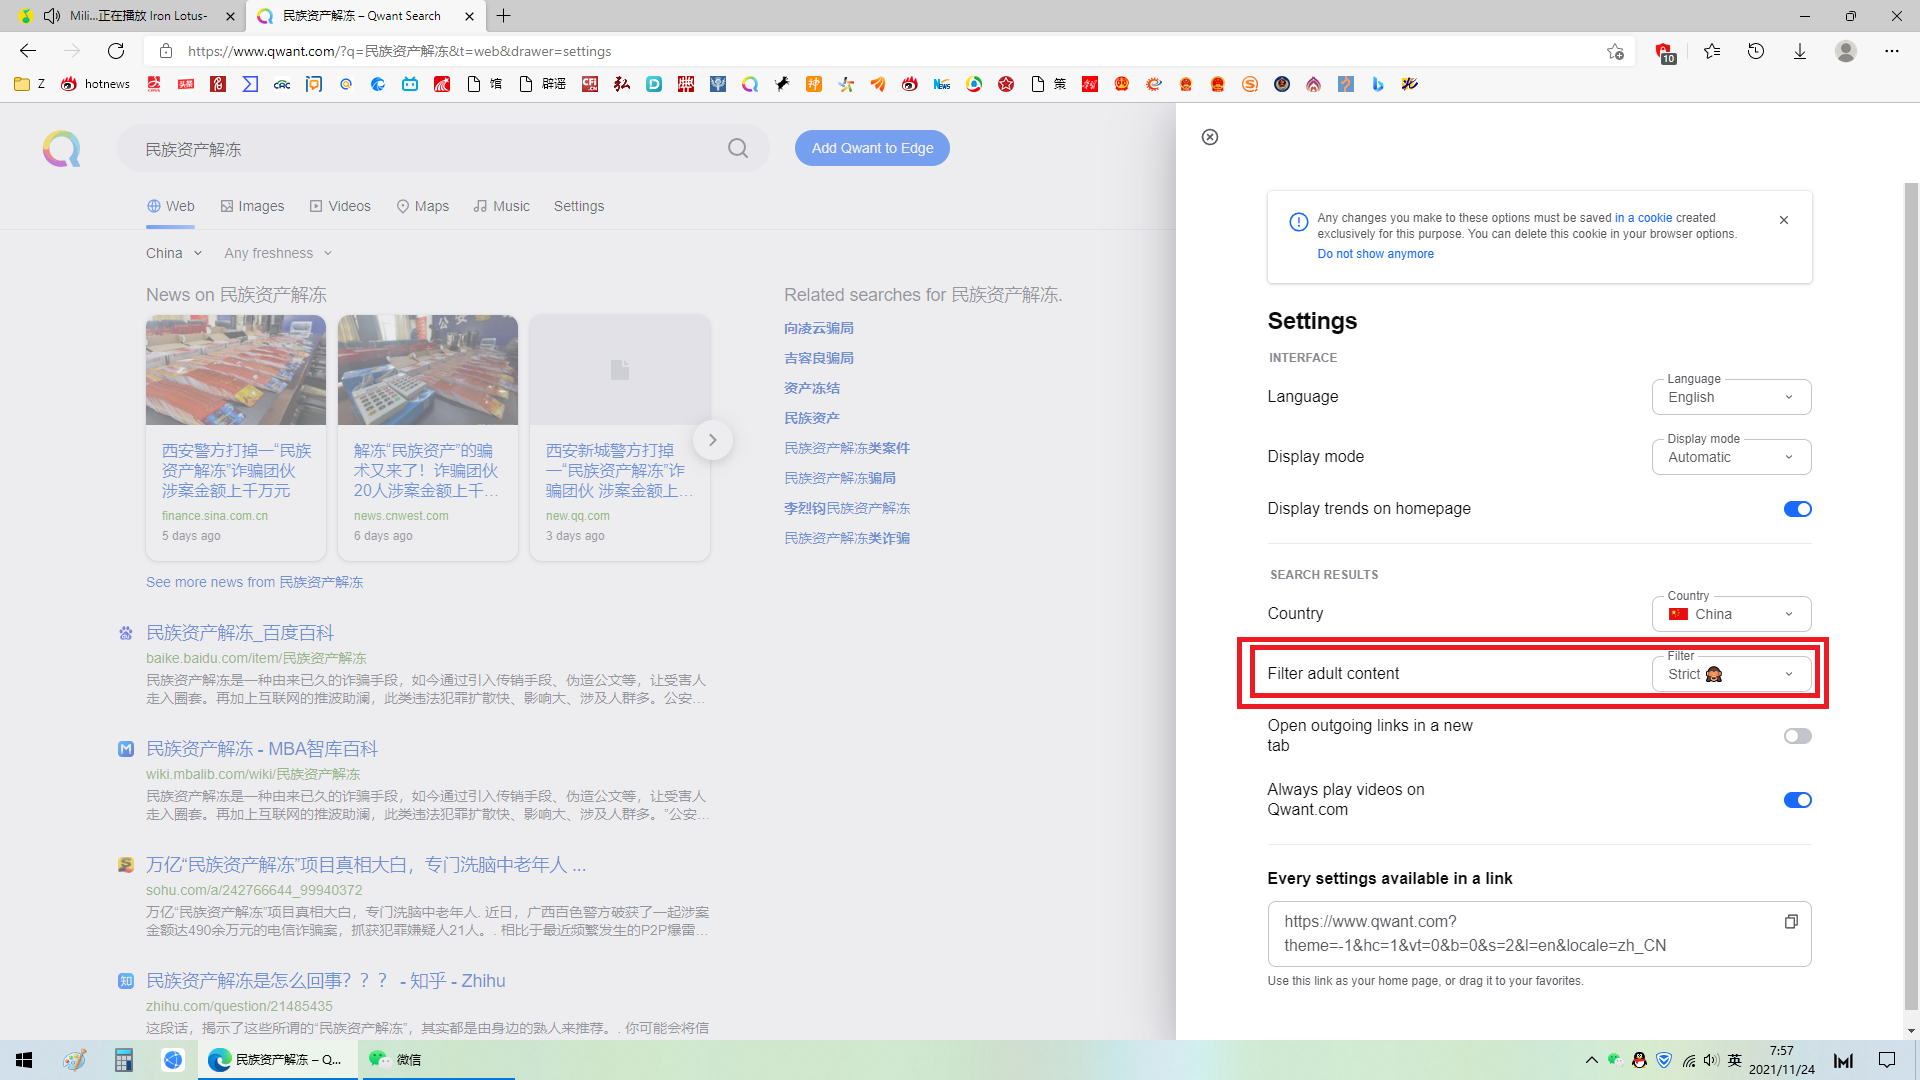 Mili...正在播放 Iron Lotus-
民族资产解冻 – Qwant Search
https://www.qwant.com/?q=民族资产解冻&t=web&drawer=settings
10
Z
hotnews
馆
辟谣
策
民族资产解冻
Add Qwant to Edge
Web
Images
Videos
Maps
Music
Settings
China
Any freshness
News on 民族资产解冻
西安警方打掉一“民族
资产解冻”诈骗团伙
涉案金额上千万元
finance.sina.com.cn
5 days ago
解冻“民族资产”的骗
术又来了！诈骗团伙
20人涉案金额上千...
news.cnwest.com
6 days ago
西安新城警方打掉
一“民族资产解冻”诈
骗团伙 涉案金额上...
new.qq.com
3 days ago
See more news from 民族资产解冻
Related searches for 民族资产解冻.
向凌云骗局
吉容良骗局
资产冻结
民族资产
民族资产解冻类案件
民族资产解冻骗局
李烈钧民族资产解冻
民族资产解冻类诈骗
民族资产解冻_百度百科
baike.baidu.com/item/民族资产解冻
民族资产解冻是一种由来已久的诈骗手段，如今通过引入传销手段、伪造公文等，让受害人
走入圈套。再加上互联网的推波助澜，此类违法犯罪扩散快、影响大、涉及人群多。公安...
民族资产解冻 - MBA智库百科
wiki.mbalib.com/wiki/民族资产解冻
民族资产解冻是一种由来已久的诈骗手段，如今通过引入传销手段、伪造公文等，让受害人
走入圈套。再加上互联网的推波助澜，此类违法犯罪扩散快、影响大、涉及人群多。”公安...
万亿“民族资产解冻”项目真相大白，专门洗脑中老年人 ...
sohu.com/a/242766644_99940372
万亿“民族资产解冻”项目真相大白，专门洗脑中老年人. 近日，广西百色警方破获了一起涉案
金额达490余万元的电信诈骗案，抓获犯罪嫌疑人21人。. 相比于最近频繁发生的P2P爆雷...
民族资产解冻是怎么回事？？？ - 知乎 - Zhihu
zhihu.com/question/21485435
这段话，揭示了这些所谓的“民族资产解冻”，其实都是由身边的熟人来推荐。. 你可能会将信
Any changes you make to these options must be saved in a cookie created
exclusively for this purpose. You can delete this cookie in your browser options.
Do not show anymore
Settings
INTERFACE
Language
Language
English
Display mode
Display mode
Automatic
Display trends on homepage
SEARCH RESULTS
Country
Country
China
Filter adult content
Filter
Strict
Open outgoing links in a new
tab
Always play videos on
Qwant.com
Every settings available in a link
https://www.qwant.com?
theme=-1&hc=1&vt=0&b=0&s=2&l=en&locale=zh_CN
Use this link as your home page, or drag it to your favorites.
民族资产解冻 – Q...
微信
英
7:57
2021/11/24